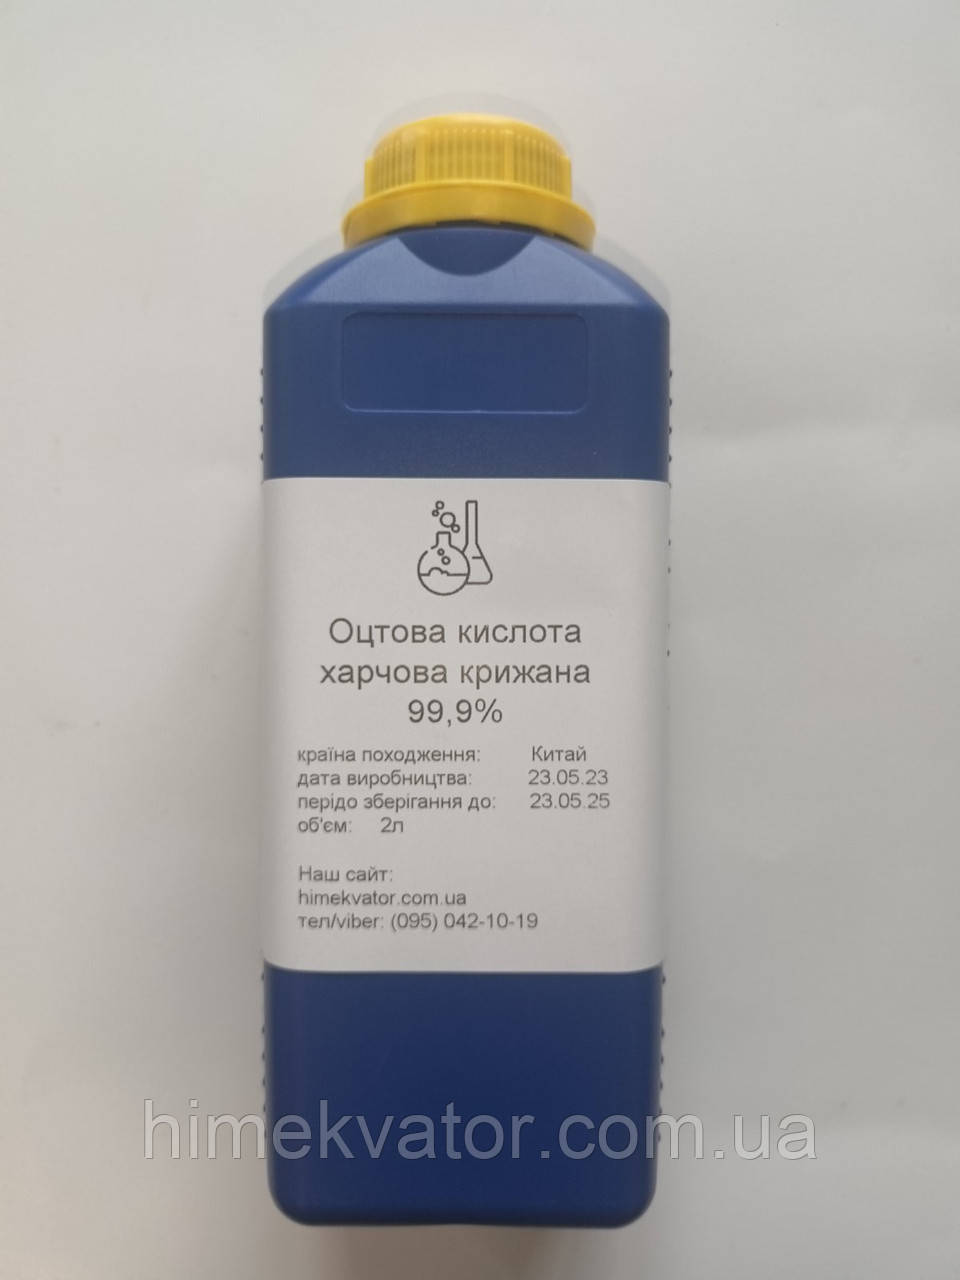 Оцтова кислота
харчова крижана
99,9%
країна походження: Китай
дата виробництва: 23.05.23
перідо зберігання до: 23.05.25
об'єм: 2л
Наш сайт:
himekvator.com.ua
тел/viber: (095) 042-10-19
himekvator.com.ua